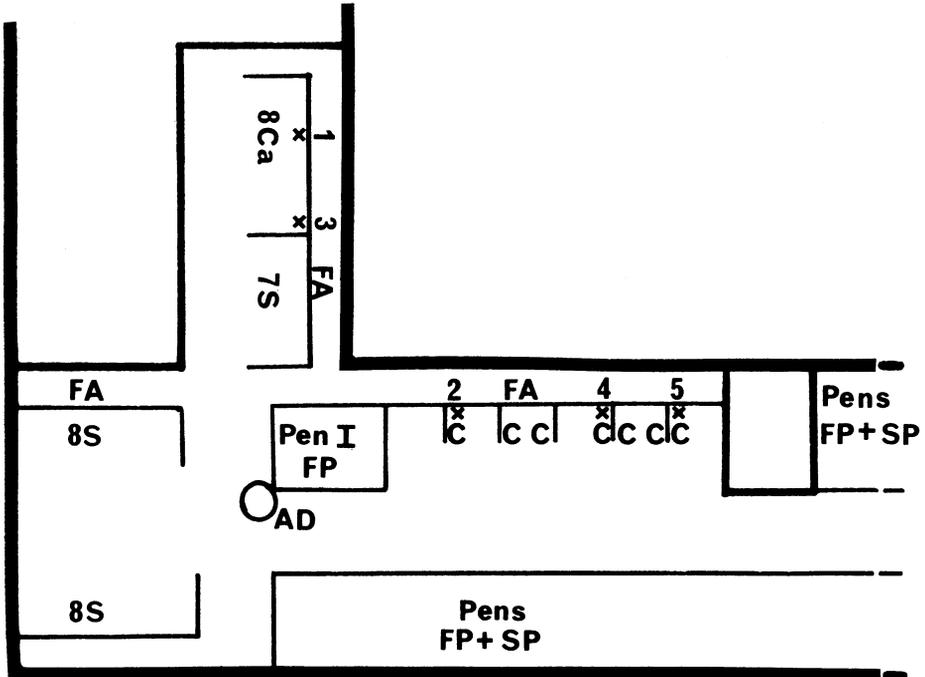 8Ca
× 1
× 3
7S
FA
FA
8S
2 FA 4 5
× × ×
C C C C C C C
Pen I
FP
AD
Pens
FP+SP
8S
Pens
FP+ SP